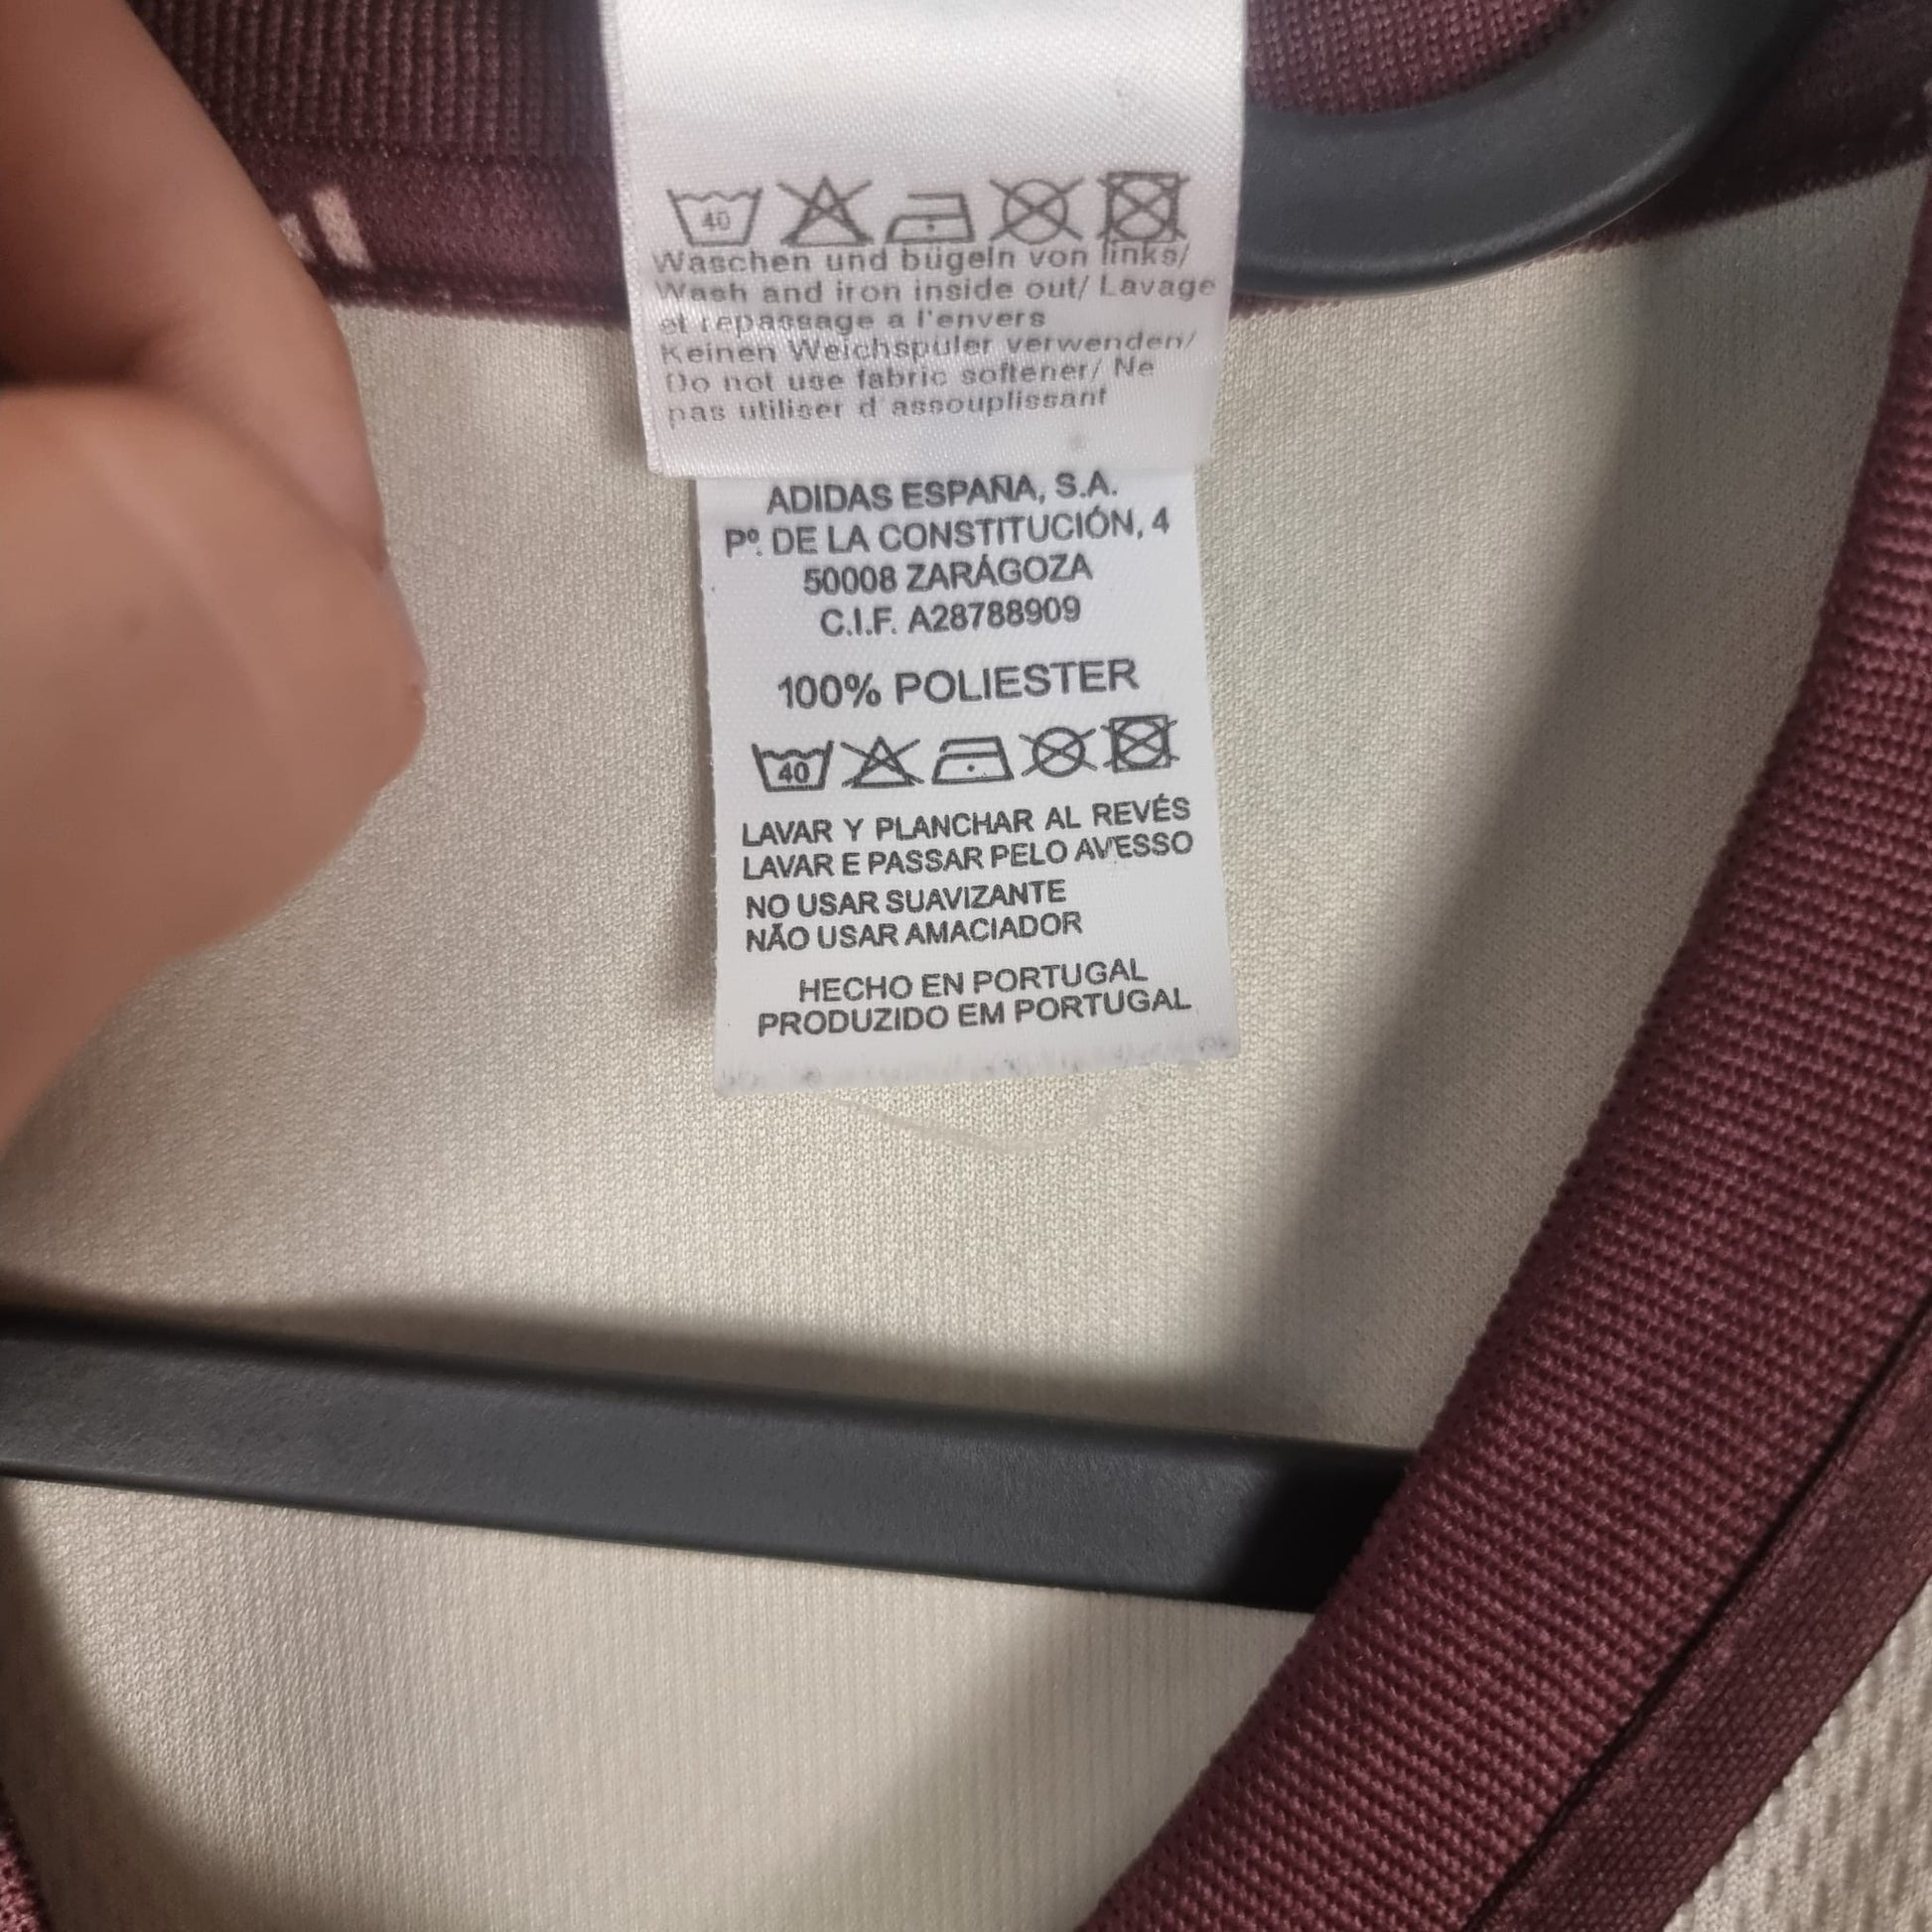 40
Waschen und bügeln von links/
Wash and iron inside out/ Lavage
et repassage a l'envers
Keinen Weichspuler verwenden/
Do not use fabric softener/ Ne
pas utiliser d'assouplissant
ADIDAS ESPAÑA, S.A.
Pº. DE LA CONSTITUCIÓN, 4
50008 ZARÁGOZA
C.I.F. A28788909
100% POLIESTER
40
LAVAR Y PLANCHAR AL REVÉS
LAVAR E PASSAR PELO AVESSO
NO USAR SUAVIZANTE
NÃO USAR AMACIADOR
HECHO EN PORTUGAL
PRODUZIDO EM PORTUGAL